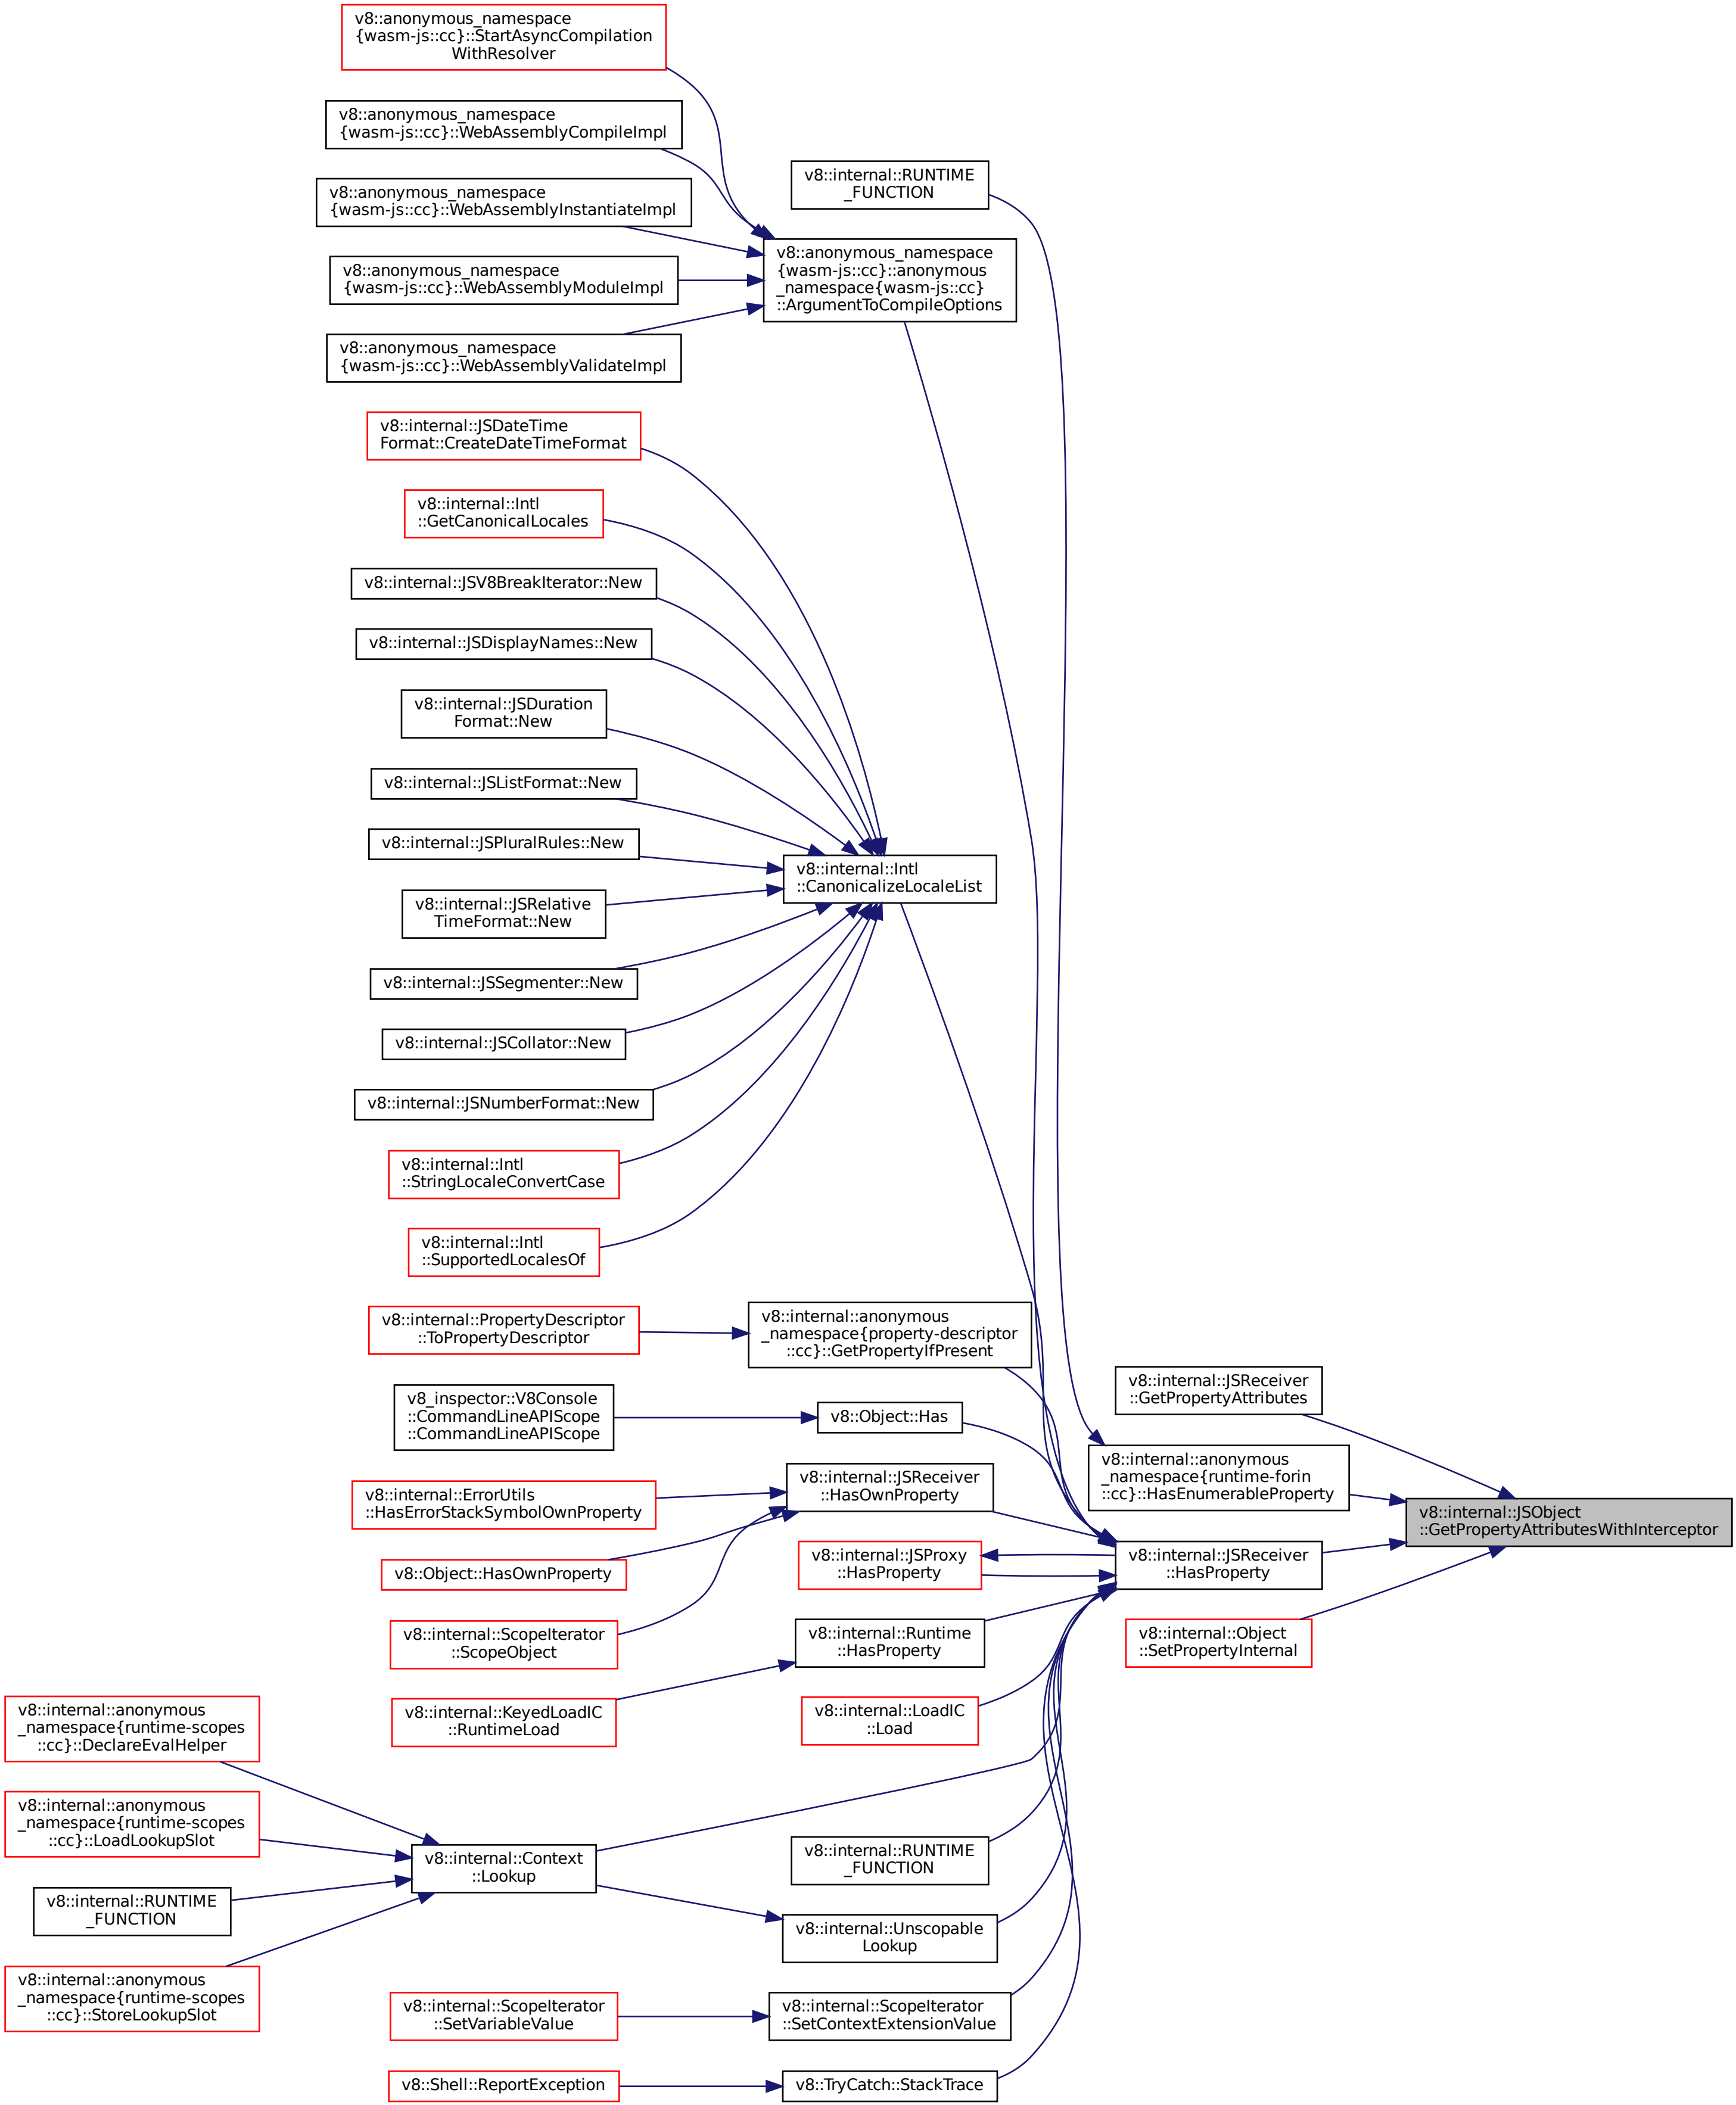 v8::anonymous_namespace
{wasm-js::cc}::StartAsyncCompilation
WithResolver
v8::anonymous_namespace
{wasm-js::cc}::WebAssemblyCompileImpl
v8::anonymous_namespace
{wasm-js::cc}::WebAssemblyInstantiateImpl
v8::anonymous_namespace
{wasm-js::cc}::WebAssemblyModuleImpl
v8::anonymous_namespace
{wasm-js::cc}::WebAssemblyValidateImpl
v8::internal::RUNTIME
_FUNCTION
v8::anonymous_namespace
{wasm-js::cc}::anonymous
_namespace{wasm-js::cc}
::ArgumentToCompileOptions
v8::internal::JSDateTime
Format::CreateDateTimeFormat
v8::internal::Intl
::GetCanonicalLocales
v8::internal::JSV8BreakIterator::New
v8::internal::JSDisplayNames::New
v8::internal::JSDuration
Format::New
v8::internal::JSListFormat::New
v8::internal::JSPluralRules::New
v8::internal::JSRelative
TimeFormat::New
v8::internal::JSSegmenter::New
v8::internal::JSCollator::New
v8::internal::JSNumberFormat::New
v8::internal::Intl
::StringLocaleConvertCase
v8::internal::Intl
::SupportedLocalesOf
v8::internal::Intl
::CanonicalizeLocaleList
v8::internal::PropertyDescriptor
::ToPropertyDescriptor
v8::internal::anonymous
_namespace{property-descriptor
::cc}::GetPropertyIfPresent
v8_inspector::V8Console
::CommandLineAPIScope
::CommandLineAPIScope
v8::Object::Has
v8::internal::ErrorUtils
::HasErrorStackSymbolOwnProperty
v8::Object::HasOwnProperty
v8::internal::ScopeIterator
::ScopeObject
v8::internal::JSReceiver
::HasOwnProperty
v8::internal::JSProxy
::HasProperty
v8::internal::Runtime
::HasProperty
v8::internal::KeyedLoadIC
::RuntimeLoad
v8::internal::LoadIC
::Load
v8::internal::anonymous
_namespace{runtime-scopes
::cc}::DeclareEvalHelper
v8::internal::anonymous
_namespace{runtime-scopes
::cc}::LoadLookupSlot
v8::internal::RUNTIME
_FUNCTION
v8::internal::anonymous
_namespace{runtime-scopes
::cc}::StoreLookupSlot
v8::internal::Context
::Lookup
v8::internal::RUNTIME
_FUNCTION
v8::internal::Unscopable
Lookup
v8::internal::ScopeIterator
::SetVariableValue
v8::internal::ScopeIterator
::SetContextExtensionValue
v8::Shell::ReportException
v8::TryCatch::StackTrace
v8::internal::JSReceiver
::GetPropertyAttributes
v8::internal::anonymous
_namespace{runtime-forin
::cc}::HasEnumerableProperty
v8::internal::JSReceiver
::HasProperty
v8::internal::Object
::SetPropertyInternal
v8::internal::JSObject
::GetPropertyAttributesWithInterceptor